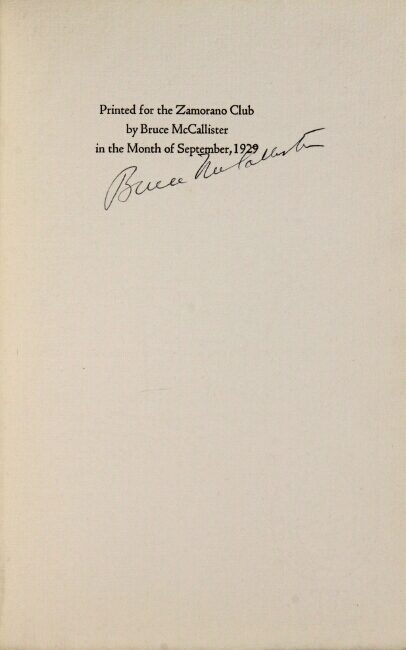 Printed for the Zamorano Club
by Bruce McCallister
in the Month of September, 1929
Bruce McCallister